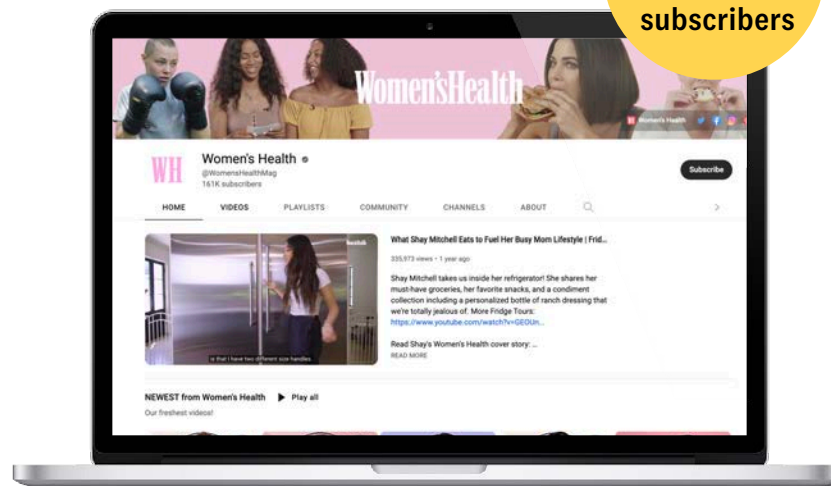 subscribers
Women'sHealth
Women's Health
WH
Women's Health
@WomensHealthMag
161K subscribers
Subscribe
HOME VIDEOS PLAYLISTS COMMUNITY CHANNELS ABOUT
What Shay Mitchell Eats to Fuel Her Busy Mom Lifestyle | Frid...
335,973 views • 1 year ago
Shay Mitchell takes us inside her refrigerator! She shares her
must-have groceries, her favorite snacks, and a condiment
collection including a personalized bottle of ranch dressing that
we're totally jealous of. More Fridge Tours:
https://www.youtube.com/watch?v=GEOUn...
Read Shay's Women's Health cover story: ...
READ MORE
is that I have two different size handles.
NEWEST from Women's Health ▶ Play all
Our freshest videos!